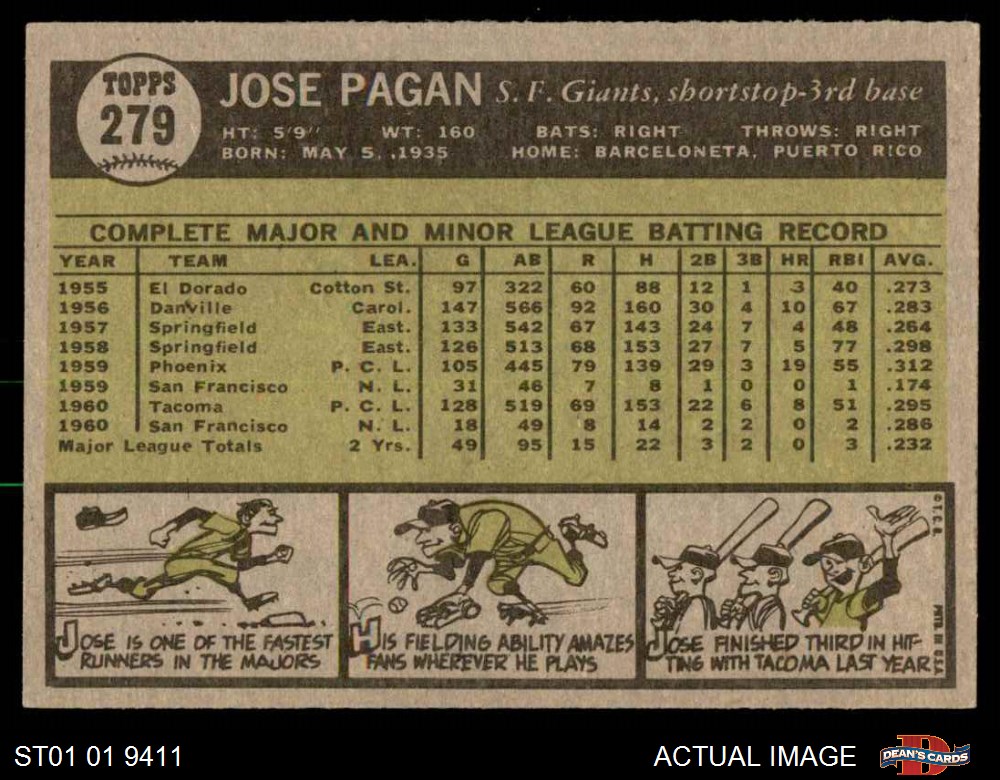 TOPPS
279
JOSE PAGAN S. F. Giants, shortstop-3rd base
HT: 5'9" WT: 160 BATS: RIGHT THROWS: RIGHT
BORN: MAY 5, 1935 HOME: BARCELONETA, PUERTO RICO
COMPLETE MAJOR AND MINOR LEAGUE BATTING RECORD
YEAR TEAM LEA. G AB R H 2B 3B HR RBI AVG.
1955 El Dorado Cotton St. 97 322 60 88 12 1 3 40 .273
1956 Danville Carol. 147 566 92 160 30 4 10 67 .283
1957 Springfield East. 133 542 67 143 24 7 4 48 .264
1958 Springfield East. 126 513 68 153 27 7 5 77 .298
1959 Phoenix P. C. L. 105 445 79 139 29 3 19 55 .312
1959 San Francisco N. L. 31 46 7 8 1 0 0 1 .174
1960 Tacoma P. C. L. 128 519 69 153 22 6 8 51 .295
1960 San Francisco N. L. 18 49 8 14 2 2 0 2 .286
Major League Totals 2 Yrs. 49 95 15 22 3 2 0 3 .232
JOSE IS ONE OF THE FASTEST
RUNNERS IN THE MAJORS
HIS FIELDING ABILITY AMAZES
FANS WHEREVER HE PLAYS
JOSE FINISHED THIRD IN HIT-
TING WITH TACOMA LAST YEAR
© T.C.G. PRTD. IN U.S.A.
ST01 01 9411
ACTUAL IMAGE
DEAN'S CARDS